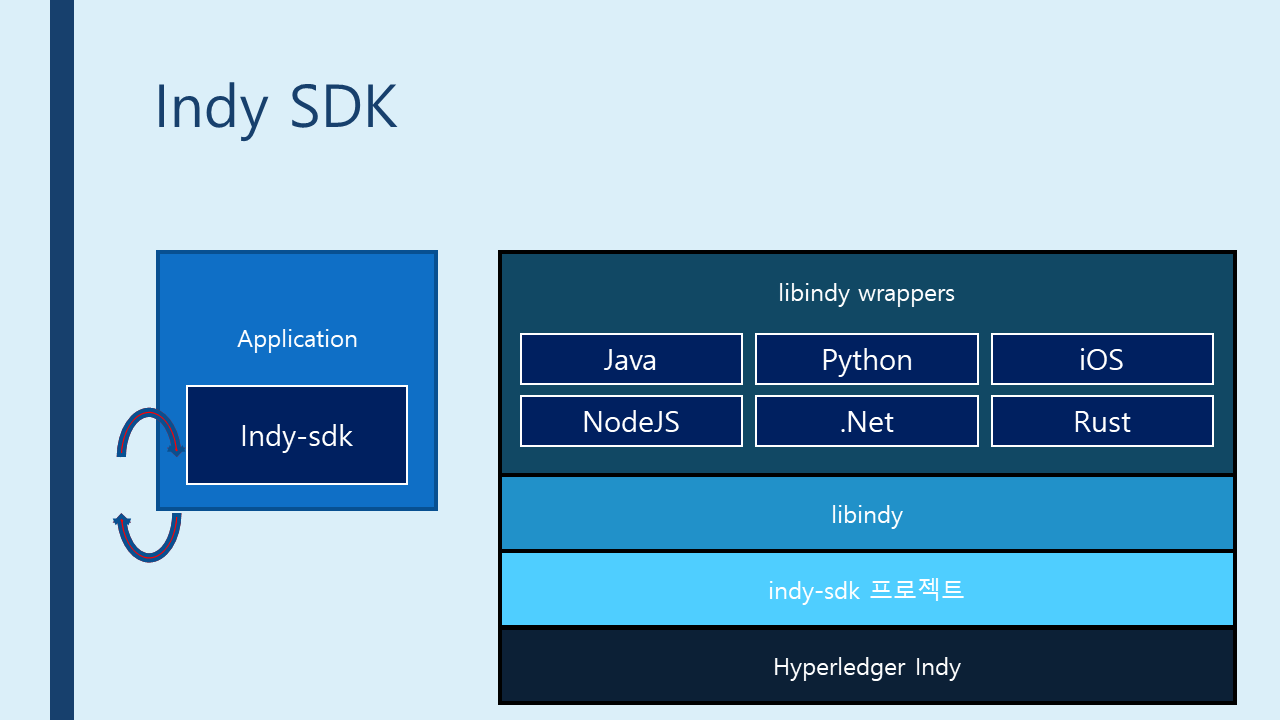 Indy SDK
Application
Indy-sdk
libindy wrappers
Java
Python
iOS
NodeJS
.Net
Rust
libindy
indy-sdk 프로젝트
Hyperledger Indy